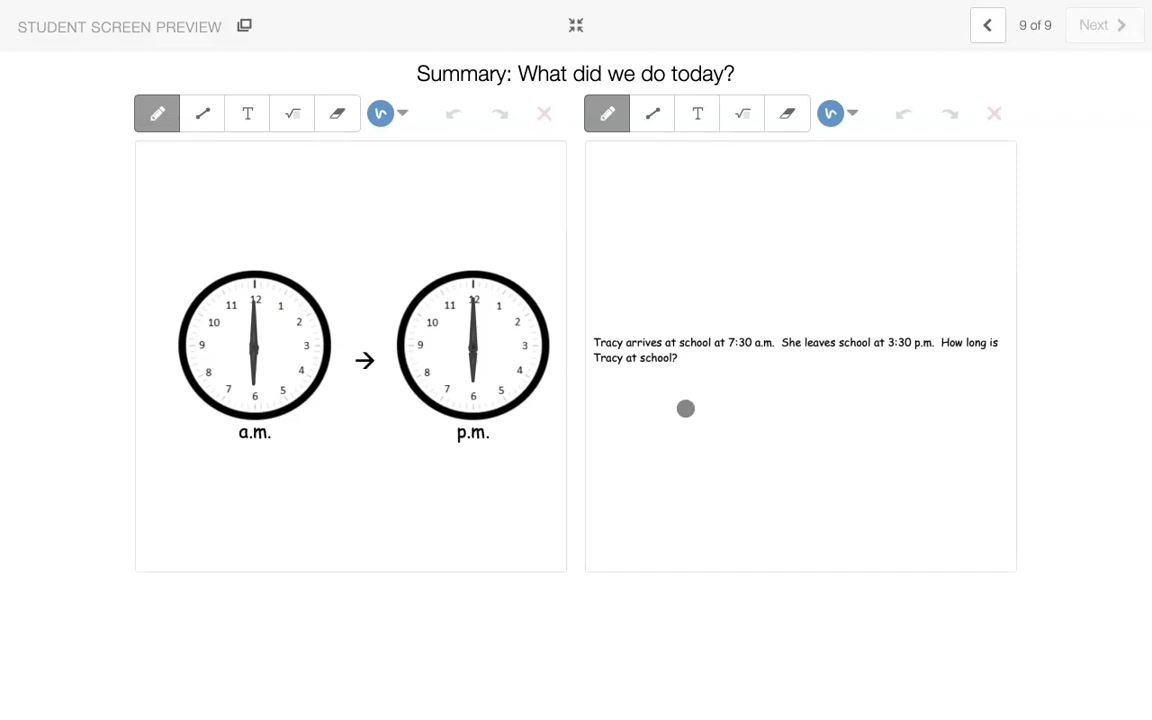 STUDENT SCREEN PREVIEW
9 of 9
Next
Summary: What did we do today?
T
T
12
1
2
3
4
5
6
7
8
9
10
11
a.m.
12
1
2
3
4
5
6
7
8
9
10
11
p.m.
Tracy arrives at school at 7:30 a.m. She leaves school at 3:30 p.m. How long is
Tracy at school?